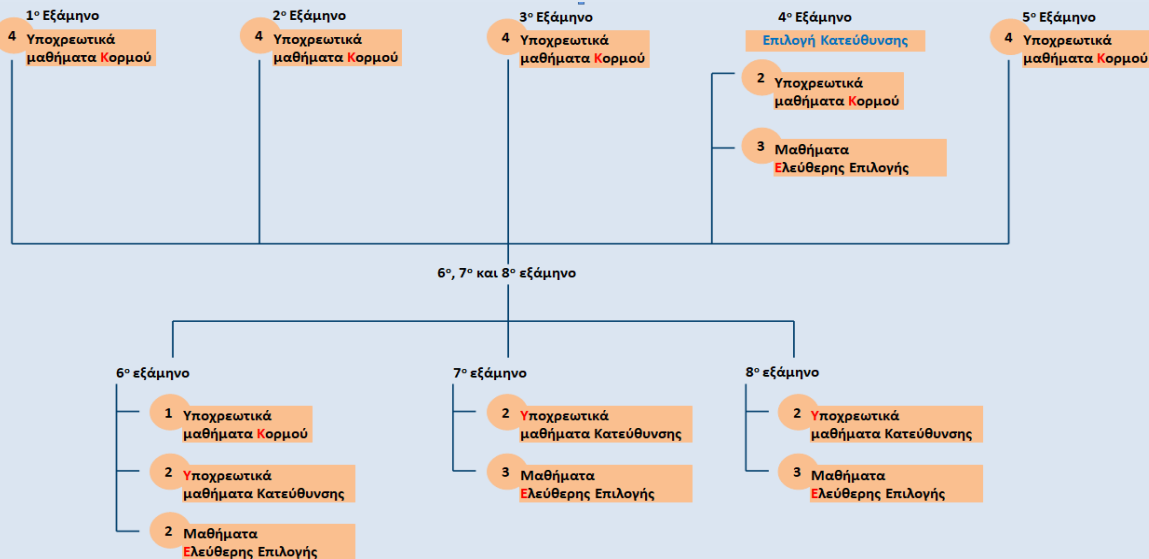 1ο Εξάμηνο
4 Υποχρεωτικά
μαθήματα Κορμού
2ο Εξάμηνο
4 Υποχρεωτικά
μαθήματα Κορμού
3ο Εξάμηνο
4 Υποχρεωτικά
μαθήματα Κορμού
4ο Εξάμηνο
Επιλογή Κατεύθυνσης
2 Υποχρεωτικά
μαθήματα Κορμού
3 Μαθήματα
Ελεύθερης Επιλογής
5ο Εξάμηνο
4 Υποχρεωτικά
μαθήματα Κορμού
6ο, 7ο και 8ο εξάμηνο
6ο εξάμηνο
1 Υποχρεωτικά
μαθήματα Κορμού
2 Υποχρεωτικά
μαθήματα Κατεύθυνσης
2 Μαθήματα
Ελεύθερης Επιλογής
7ο εξάμηνο
2 Υποχρεωτικά
μαθήματα Κατεύθυνσης
3 Μαθήματα
Ελεύθερης Επιλογής
8ο εξάμηνο
2 Υποχρεωτικά
μαθήματα Κατεύθυνσης
3 Μαθήματα
Ελεύθερης Επιλογής